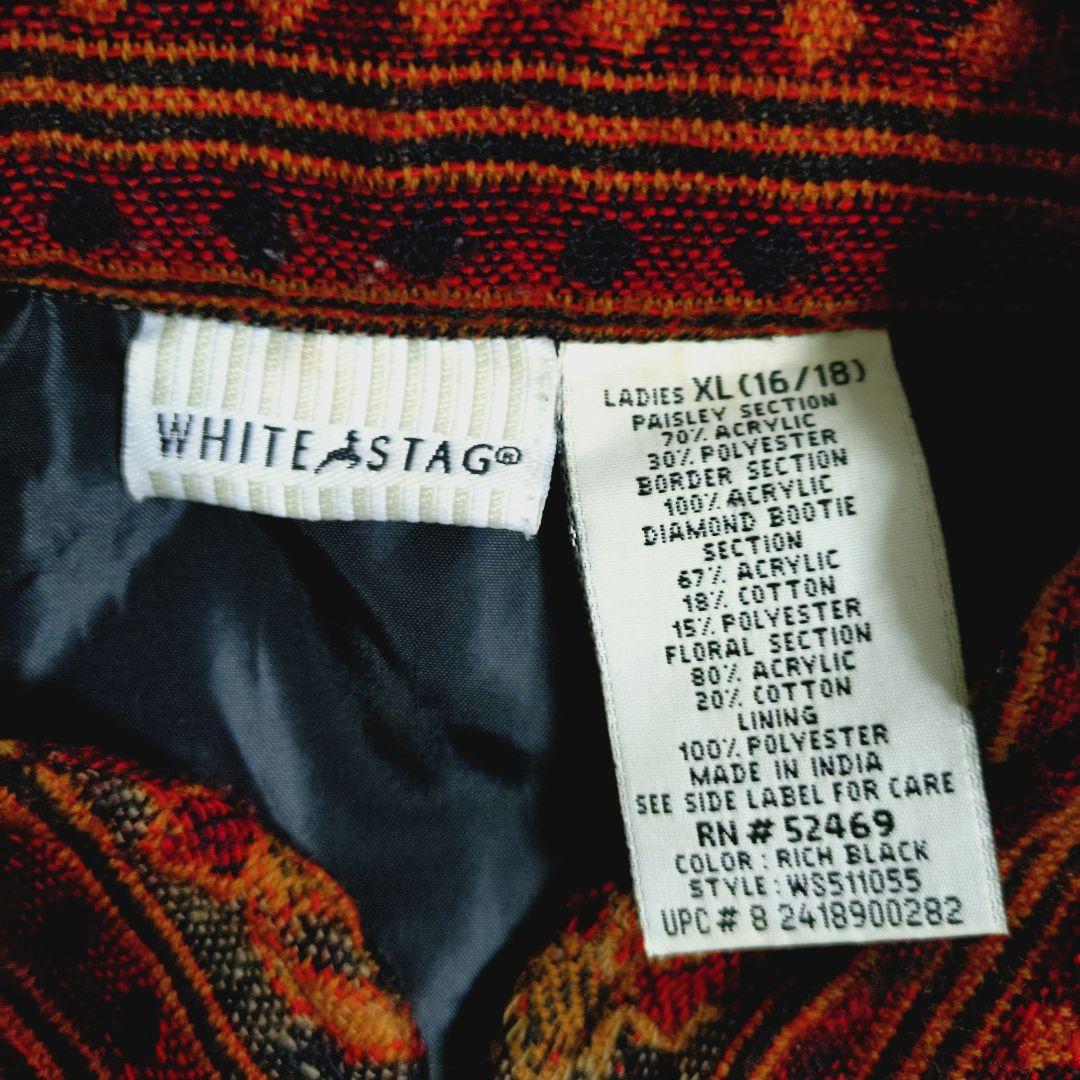 WHITE STAG®
LADIES XL (16/18)
PAISLEY SECTION
70% ACRYLIC
30% POLYESTER
BORDER SECTION
100% ACRYLIC
DIAMOND BOOTIE
SECTION
67% ACRYLIC
18% COTTON
15% POLYESTER
FLORAL SECTION
80% ACRYLIC
20% COTTON
LINING
100% POLYESTER
MADE IN INDIA
SEE SIDE LABEL FOR CARE
RN # 52469
COLOR : RICH BLACK
STYLE : WS511055
UPC # 8 2418900282